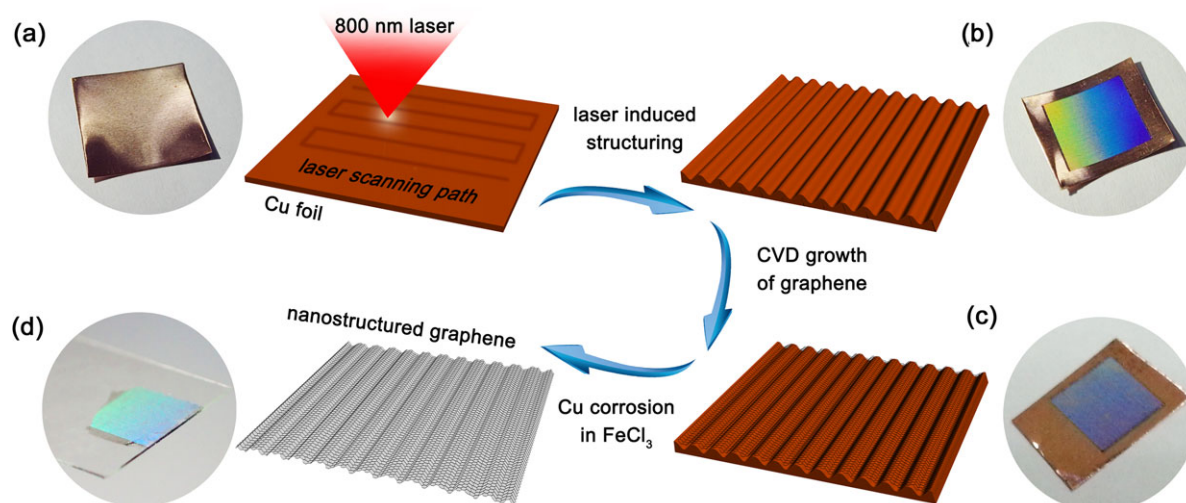 (a)
800 nm laser
laser scanning path
Cu foil
laser induced
structuring
(b)
CVD growth
of graphene
(c)
Cu corrosion
in FeCl₃
nanostructured graphene
(d)